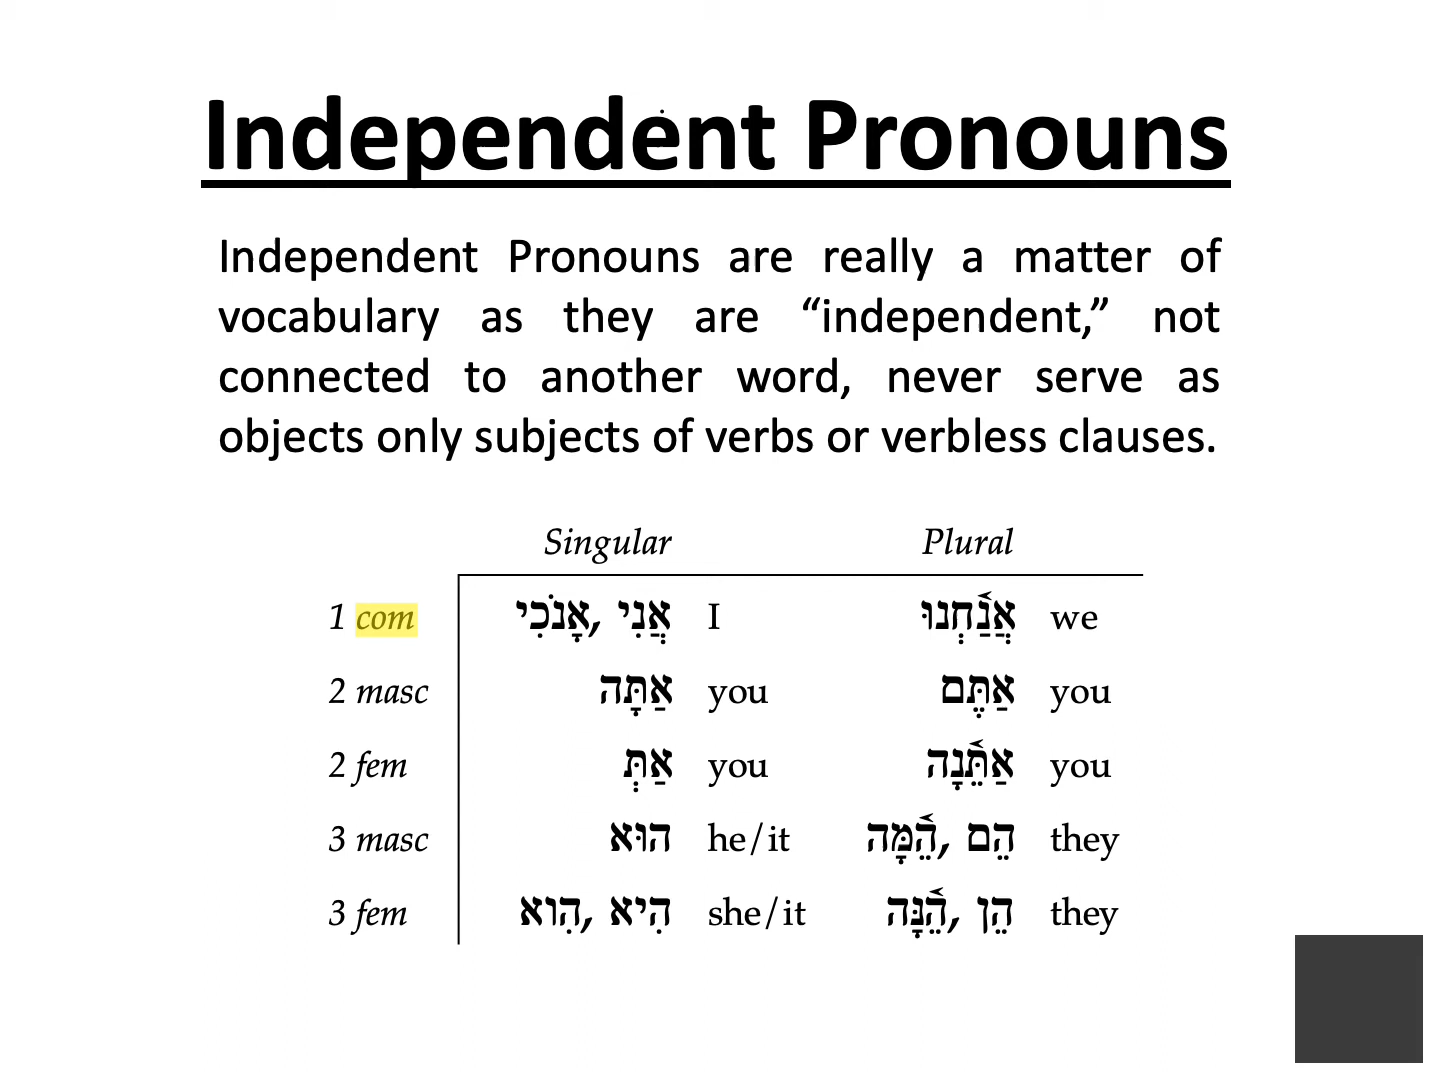 Independent Pronouns
Independent Pronouns are really a matter of
vocabulary as they are “independent,” not
connected to another word, never serve as
objects only subjects of verbs or verbless clauses.
Singular Plural
1 com אֲנִי, אָנֹכִי I אֲנַ֫חְנוּ we
2 masc אַתָּה you אַתֶּם you
2 fem אַתְּ you אַתֵּ֫נָה you
3 masc הוּא he/it הֵם, הֵ֫מָּה they
3 fem הִיא, הִוא she/it הֵן, הֵ֫נָּה they